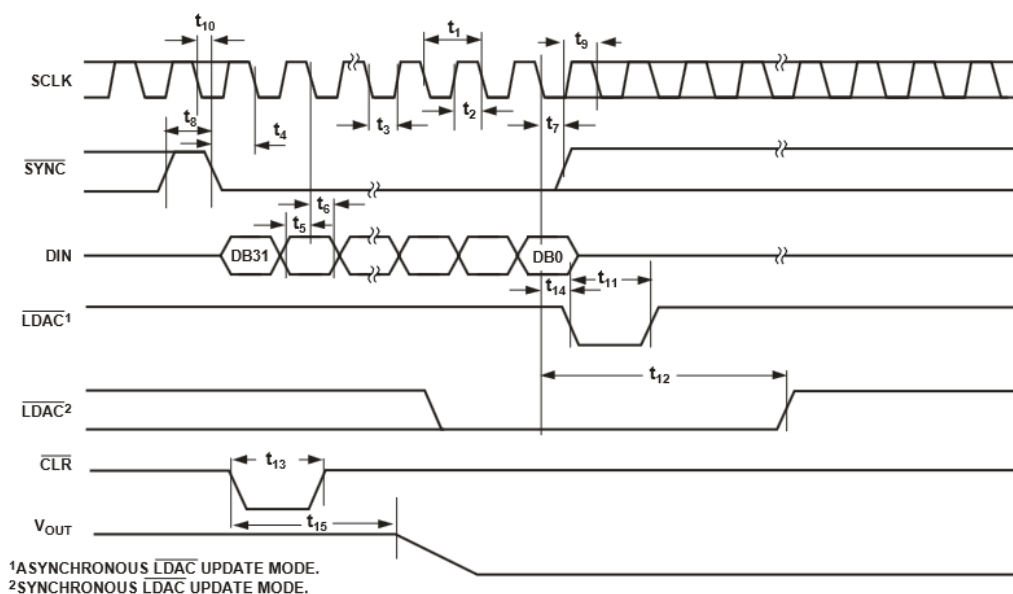 t10
t1
t9
SCLK
t8
t4
t3
t2
t7
SYNC
t6
t5
DIN
DB31
DB0
t14
t11
LDAC1
t12
LDAC2
t13
CLR
t15
VOUT
1ASYNCHRONOUS LDAC UPDATE MODE.
2SYNCHRONOUS LDAC UPDATE MODE.